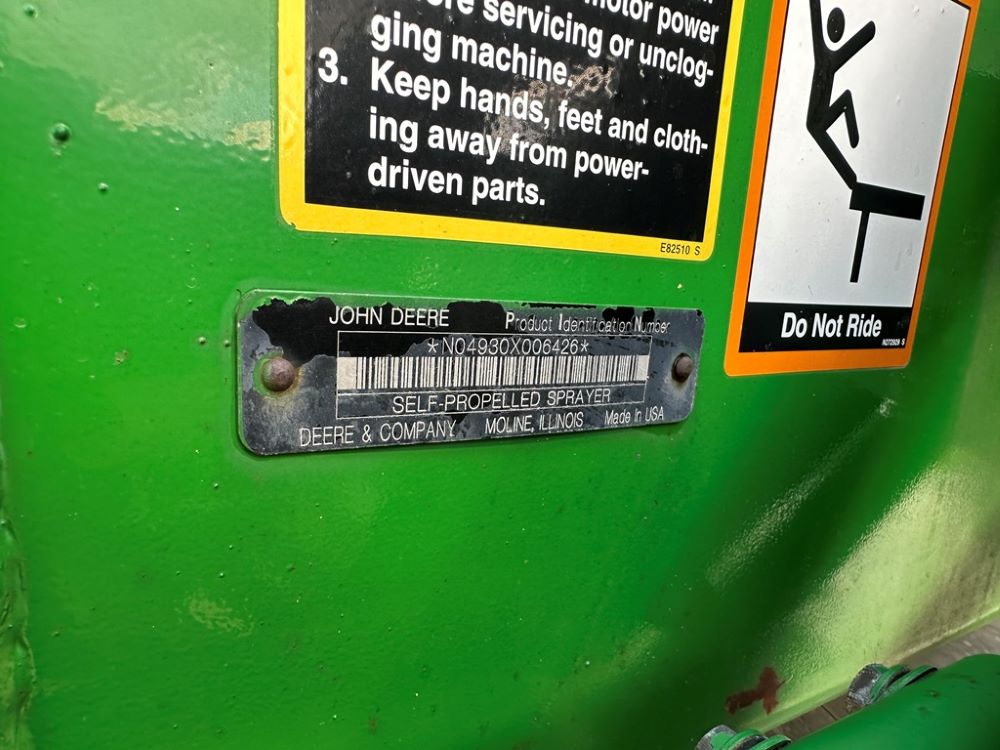 motor power
servicing or unclog-
ging machine.
3. Keep hands, feet and cloth-
ing away from power-
driven parts.
E82510 S
Do Not Ride
JOHN DEERE Product Identification Number
*N04930X006426*
SELF-PROPELLED SPRAYER
DEERE & COMPANY MOLINE, ILLINOIS Made in USA